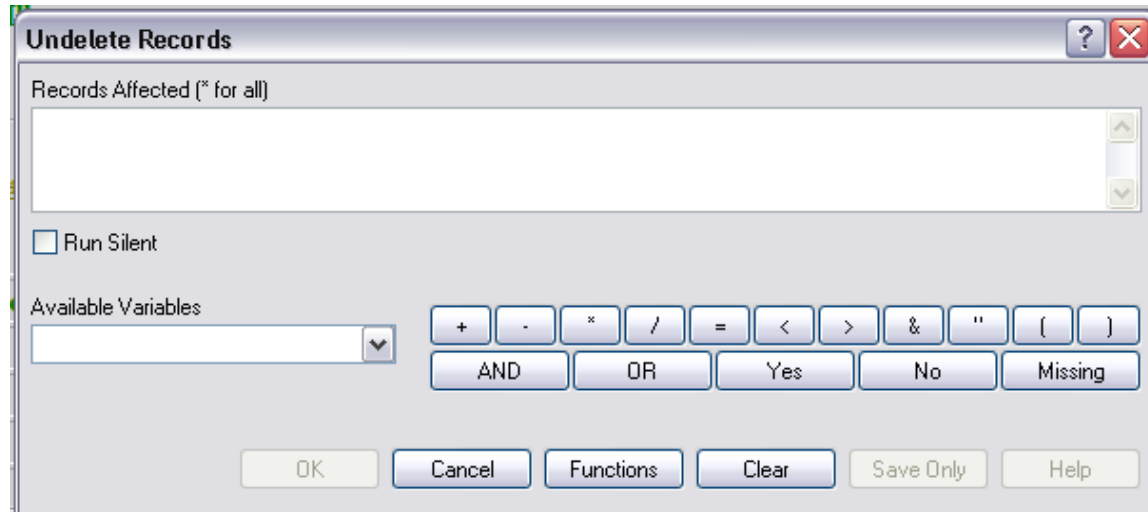 Undelete Records ?
Records Affected (* for all)
Run Silent
Available Variables
+ - * / = < > & " ( )
AND OR Yes No Missing
OK Cancel Functions Clear Save Only Help